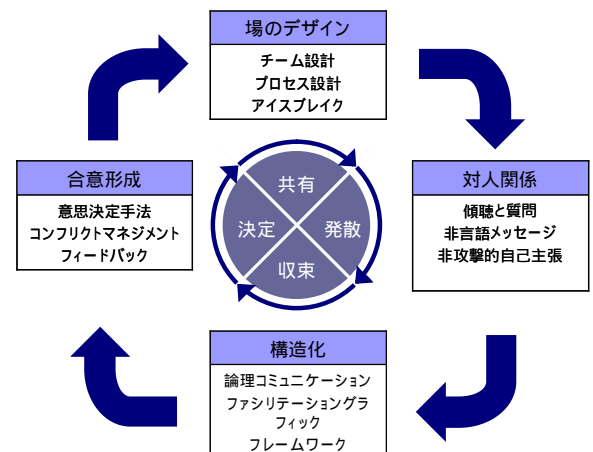 場のデザイン
チーム設計
プロセス設計
アイスブレイク
合意形成
意思決定手法
コンフリクトマネジメント
フィードバック
共有
決定
発散
収束
対人関係
傾聴と質問
非言語メッセージ
非攻撃的自己主張
構造化
論理コミュニケーション
ファシリテーショングラ
フィック
フレームワーク